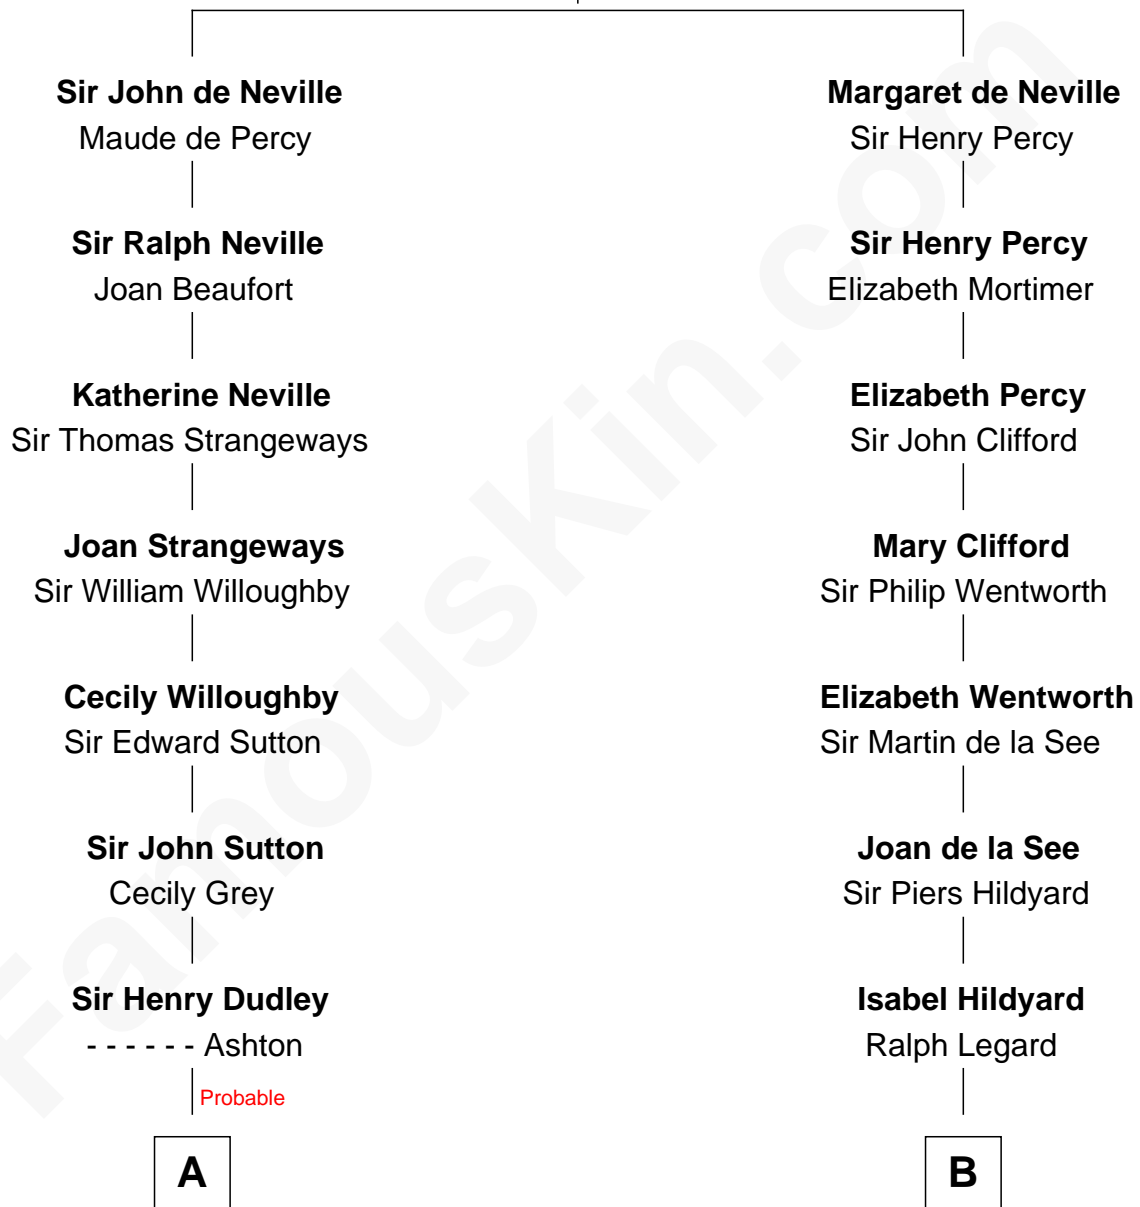 Sir John de Neville
Maude de Percy
Sir Ralph Neville
Joan Beaufort
Katherine Neville
Sir Thomas Strangeways
Joan Strangeways
Sir William Willoughby
Cecily Willoughby
Sir Edward Sutton
Sir John Sutton
Cecily Grey
Sir Henry Dudley
- - - - - - Ashton
Probable
A
Margaret de Neville
Sir Henry Percy
Sir Henry Percy
Elizabeth Mortimer
Elizabeth Percy
Sir John Clifford
Mary Clifford
Sir Philip Wentworth
Elizabeth Wentworth
Sir Martin de la See
Joan de la See
Sir Piers Hildyard
Isabel Hildyard
Ralph Legard
B
FamousKin.com